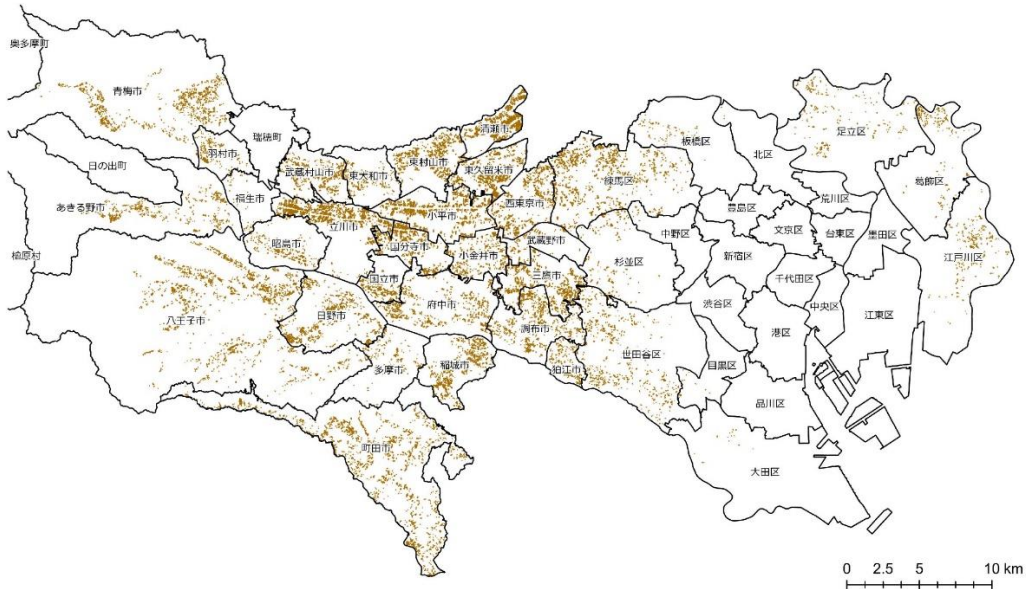 奥多摩町
青梅市
瑞穂町
羽村市
日の出町
あきる野市
福生市
檜原村
武蔵村山市
東大和市
東村山市
清瀬市
東久留米市
小平市
西東京市
立川市
昭島市
国分寺市
小金井市
武蔵野市
国立市
三鷹市
府中市
調布市
狛江市
八王子市
日野市
多摩市
稲城市
町田市
練馬区
板橋区
北区
足立区
葛飾区
荒川区
豊島区
文京区
台東区
墨田区
中野区
新宿区
杉並区
千代田区
江戸川区
渋谷区
中央区
江東区
港区
世田谷区
目黒区
品川区
大田区
0 2.5 5 10 km